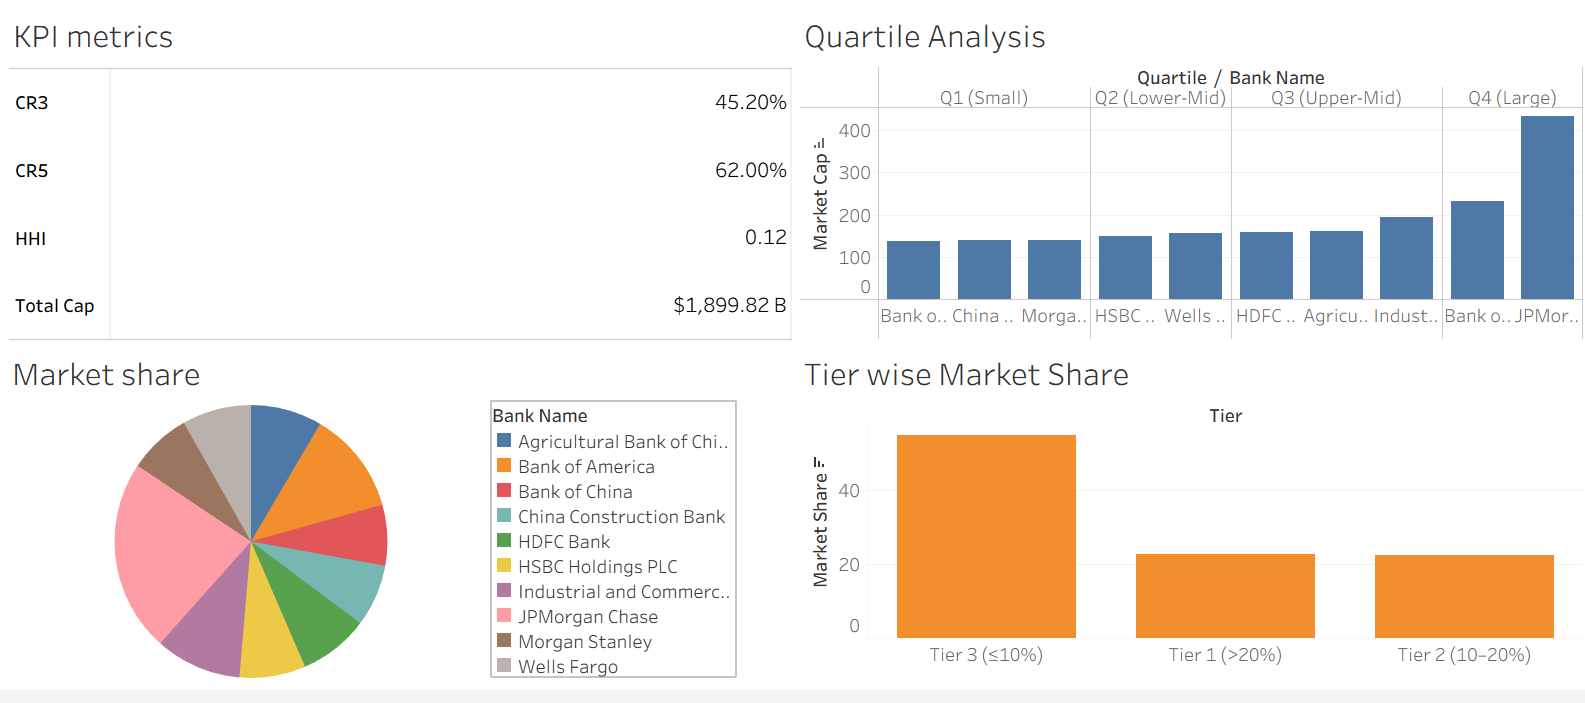 KPI metrics
CR3 45.20%
CR5 62.00%
HHI 0.12
Total Cap $1,899.82 B
Quartile Analysis
Quartile / Bank Name
Q1 (Small) Q2 (Lower-Mid) Q3 (Upper-Mid) Q4 (Large)
Market Cap
400
300
200
100
0
Bank o.. China .. Morga.. HSBC .. Wells .. HDFC .. Agricu.. Indust.. Bank o.. JPMor..
Market share
Bank Name
Agricultural Bank of Chi..
Bank of America
Bank of China
China Construction Bank
HDFC Bank
HSBC Holdings PLC
Industrial and Commerc..
JPMorgan Chase
Morgan Stanley
Wells Fargo
Tier wise Market Share
Tier
Market Share
40
20
0
Tier 3 (≤10%) Tier 1 (>20%) Tier 2 (10–20%)